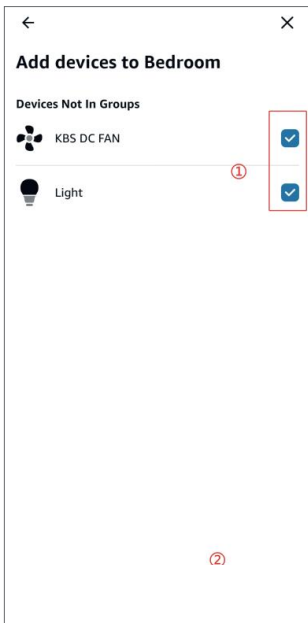 Add devices to Bedroom
Devices Not In Groups
KBS DC FAN
①
Light
②